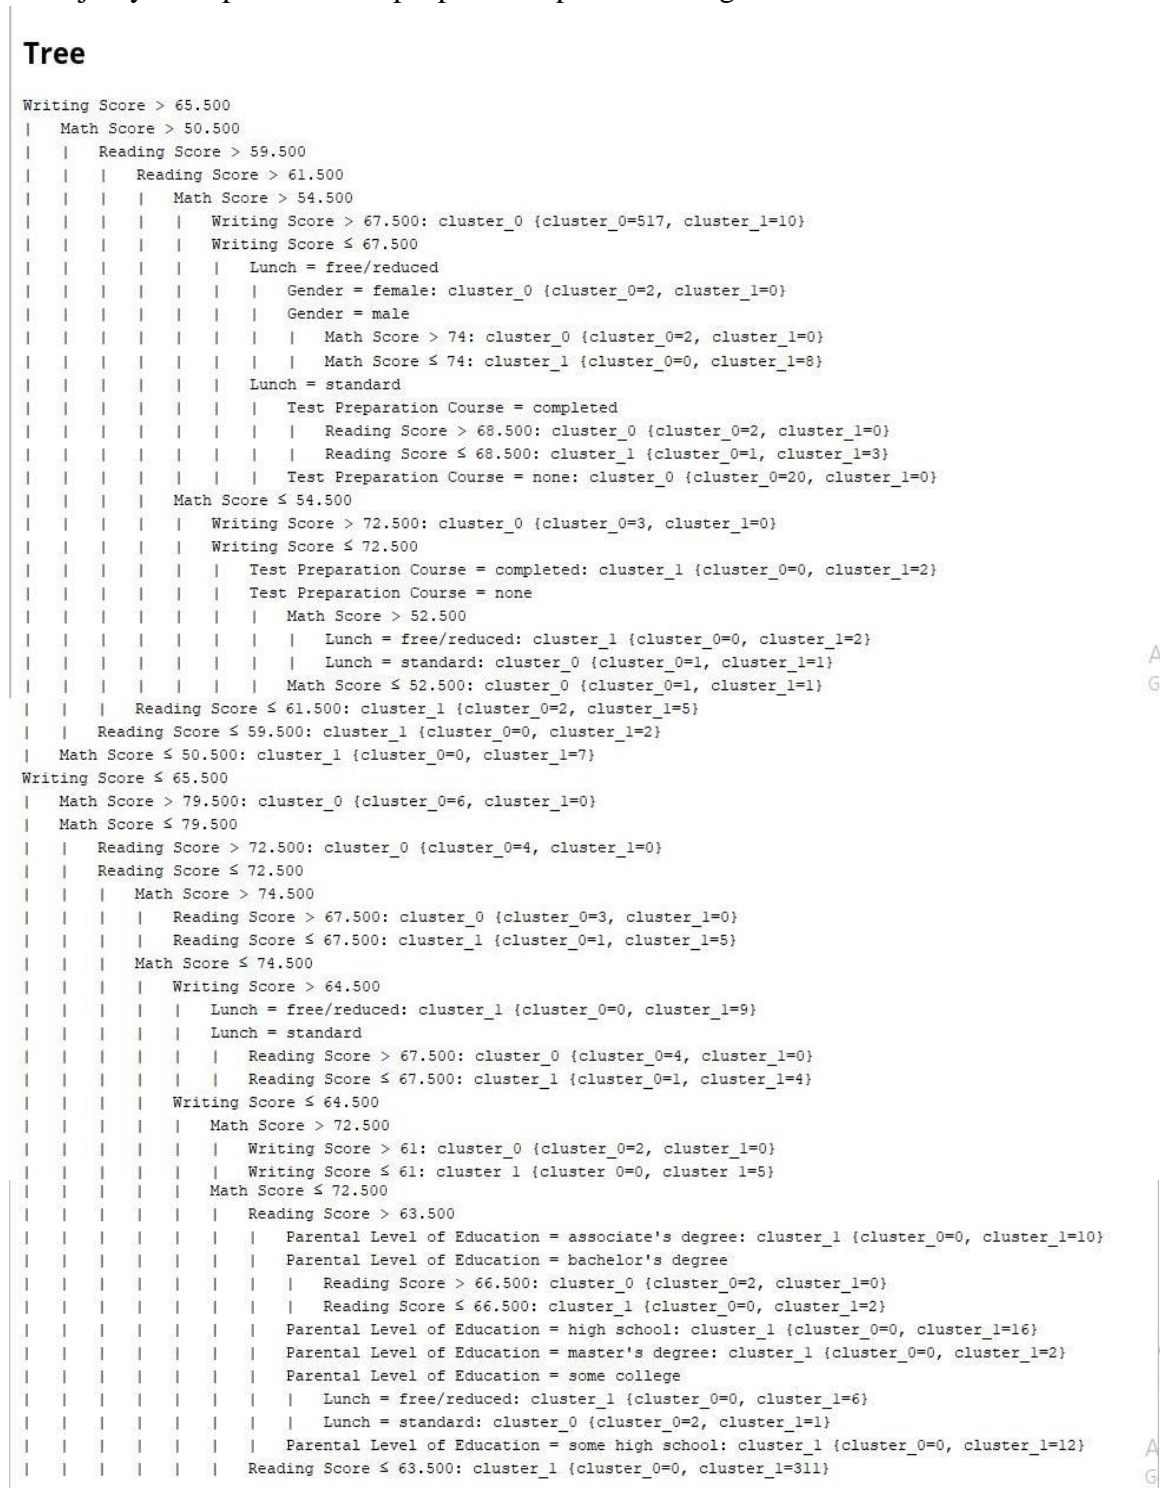 Tree
Writing Score > 65.500
| Math Score > 50.500
| | Reading Score > 59.500
| | | Reading Score > 61.500
| | | | Math Score > 54.500
| | | | | Writing Score > 67.500: cluster_0 {cluster_0=517, cluster_1=10}
| | | | | Writing Score ≤ 67.500
| | | | | | Lunch = free/reduced
| | | | | | | Gender = female: cluster_0 {cluster_0=2, cluster_1=0}
| | | | | | | Gender = male
| | | | | | | | Math Score > 74: cluster_0 {cluster_0=2, cluster_1=0}
| | | | | | | | Math Score ≤ 74: cluster_1 {cluster_0=0, cluster_1=8}
| | | | | | Lunch = standard
| | | | | | | Test Preparation Course = completed
| | | | | | | | Reading Score > 68.500: cluster_0 {cluster_0=2, cluster_1=0}
| | | | | | | | Reading Score ≤ 68.500: cluster_1 {cluster_0=1, cluster_1=3}
| | | | | | | Test Preparation Course = none: cluster_0 {cluster_0=20, cluster_1=0}
| | | | Math Score ≤ 54.500
| | | | | Writing Score > 72.500: cluster_0 {cluster_0=3, cluster_1=0}
| | | | | Writing Score ≤ 72.500
| | | | | | Test Preparation Course = completed: cluster_1 {cluster_0=0, cluster_1=2}
| | | | | | Test Preparation Course = none
| | | | | | | Math Score > 52.500
| | | | | | | | Lunch = free/reduced: cluster_1 {cluster_0=0, cluster_1=2}
| | | | | | | | Lunch = standard: cluster_0 {cluster_0=1, cluster_1=1}
| | | | | | | Math Score ≤ 52.500: cluster_0 {cluster_0=1, cluster_1=1}
| | | Reading Score ≤ 61.500: cluster_1 {cluster_0=2, cluster_1=5}
| | Reading Score ≤ 59.500: cluster_1 {cluster_0=0, cluster_1=2}
| Math Score ≤ 50.500: cluster_1 {cluster_0=0, cluster_1=7}
Writing Score ≤ 65.500
| Math Score > 79.500: cluster_0 {cluster_0=6, cluster_1=0}
| Math Score ≤ 79.500
| | Reading Score > 72.500: cluster_0 {cluster_0=4, cluster_1=0}
| | Reading Score ≤ 72.500
| | | Math Score > 74.500
| | | | Reading Score > 67.500: cluster_0 {cluster_0=3, cluster_1=0}
| | | | Reading Score ≤ 67.500: cluster_1 {cluster_0=1, cluster_1=5}
| | | Math Score ≤ 74.500
| | | | Writing Score > 64.500
| | | | | Lunch = free/reduced: cluster_1 {cluster_0=0, cluster_1=9}
| | | | | Lunch = standard
| | | | | | Reading Score > 67.500: cluster_0 {cluster_0=4, cluster_1=0}
| | | | | | Reading Score ≤ 67.500: cluster_1 {cluster_0=1, cluster_1=4}
| | | | Writing Score ≤ 64.500
| | | | | Math Score > 72.500
| | | | | | Writing Score > 61: cluster_0 {cluster_0=2, cluster_1=0}
| | | | | | Writing Score ≤ 61: cluster 1 {cluster 0=0, cluster 1=5}
| | | | | Math Score ≤ 72.500
| | | | | | Reading Score > 63.500
| | | | | | | Parental Level of Education = associate's degree: cluster_1 {cluster_0=0, cluster_1=10}
| | | | | | | Parental Level of Education = bachelor's degree
| | | | | | | | Reading Score > 66.500: cluster_0 {cluster_0=2, cluster_1=0}
| | | | | | | | Reading Score ≤ 66.500: cluster_1 {cluster_0=0, cluster_1=2}
| | | | | | | Parental Level of Education = high school: cluster_1 {cluster_0=0, cluster_1=16}
| | | | | | | Parental Level of Education = master's degree: cluster_1 {cluster_0=0, cluster_1=2}
| | | | | | | Parental Level of Education = some college
| | | | | | | | Lunch = free/reduced: cluster_1 {cluster_0=0, cluster_1=6}
| | | | | | | | Lunch = standard: cluster_0 {cluster_0=2, cluster_1=1}
| | | | | | | Parental Level of Education = some high school: cluster_1 {cluster_0=0, cluster_1=12}
| | | | | | Reading Score ≤ 63.500: cluster_1 {cluster_0=0, cluster_1=311}